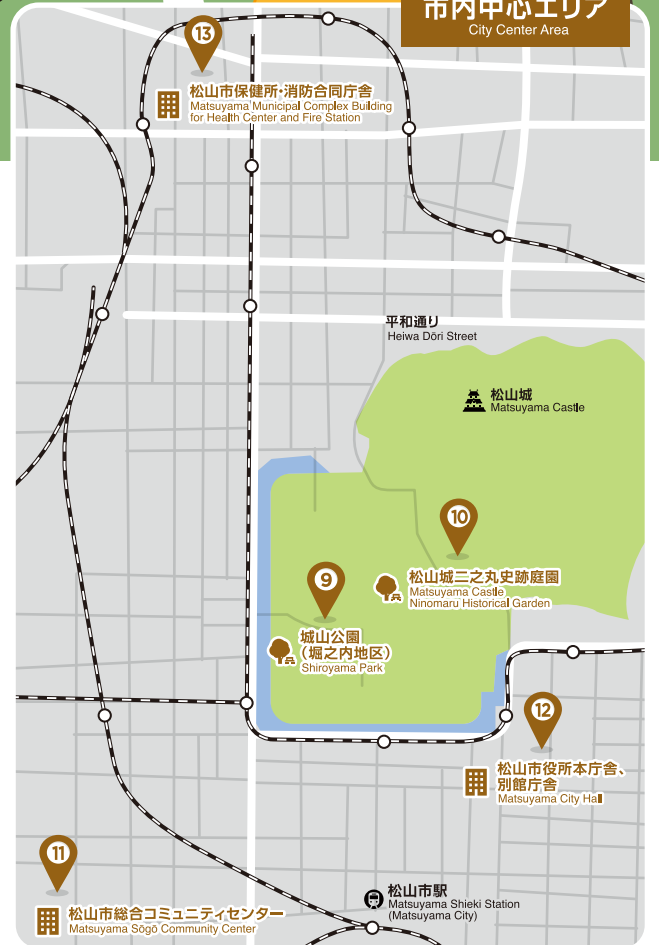 市内中心エリア
City Center Area
13
松山市保健所・消防合同庁舎
Matsuyama Municipal Complex Building
for Health Center and Fire Station
平和通り
Heiwa Dōri Street
松山城
Matsuyama Castle
10
松山城二之丸史跡庭園
Matsuyama Castle
Ninomaru Historical Garden
9
城山公園
（堀之内地区）
Shiroyama Park
12
松山市役所本庁舎、
別館庁舎
Matsuyama City Hall
11
松山市総合コミュニティセンター
Matsuyama Sōgō Community Center
松山市駅
Matsuyama Shieki Station
(Matsuyama City)